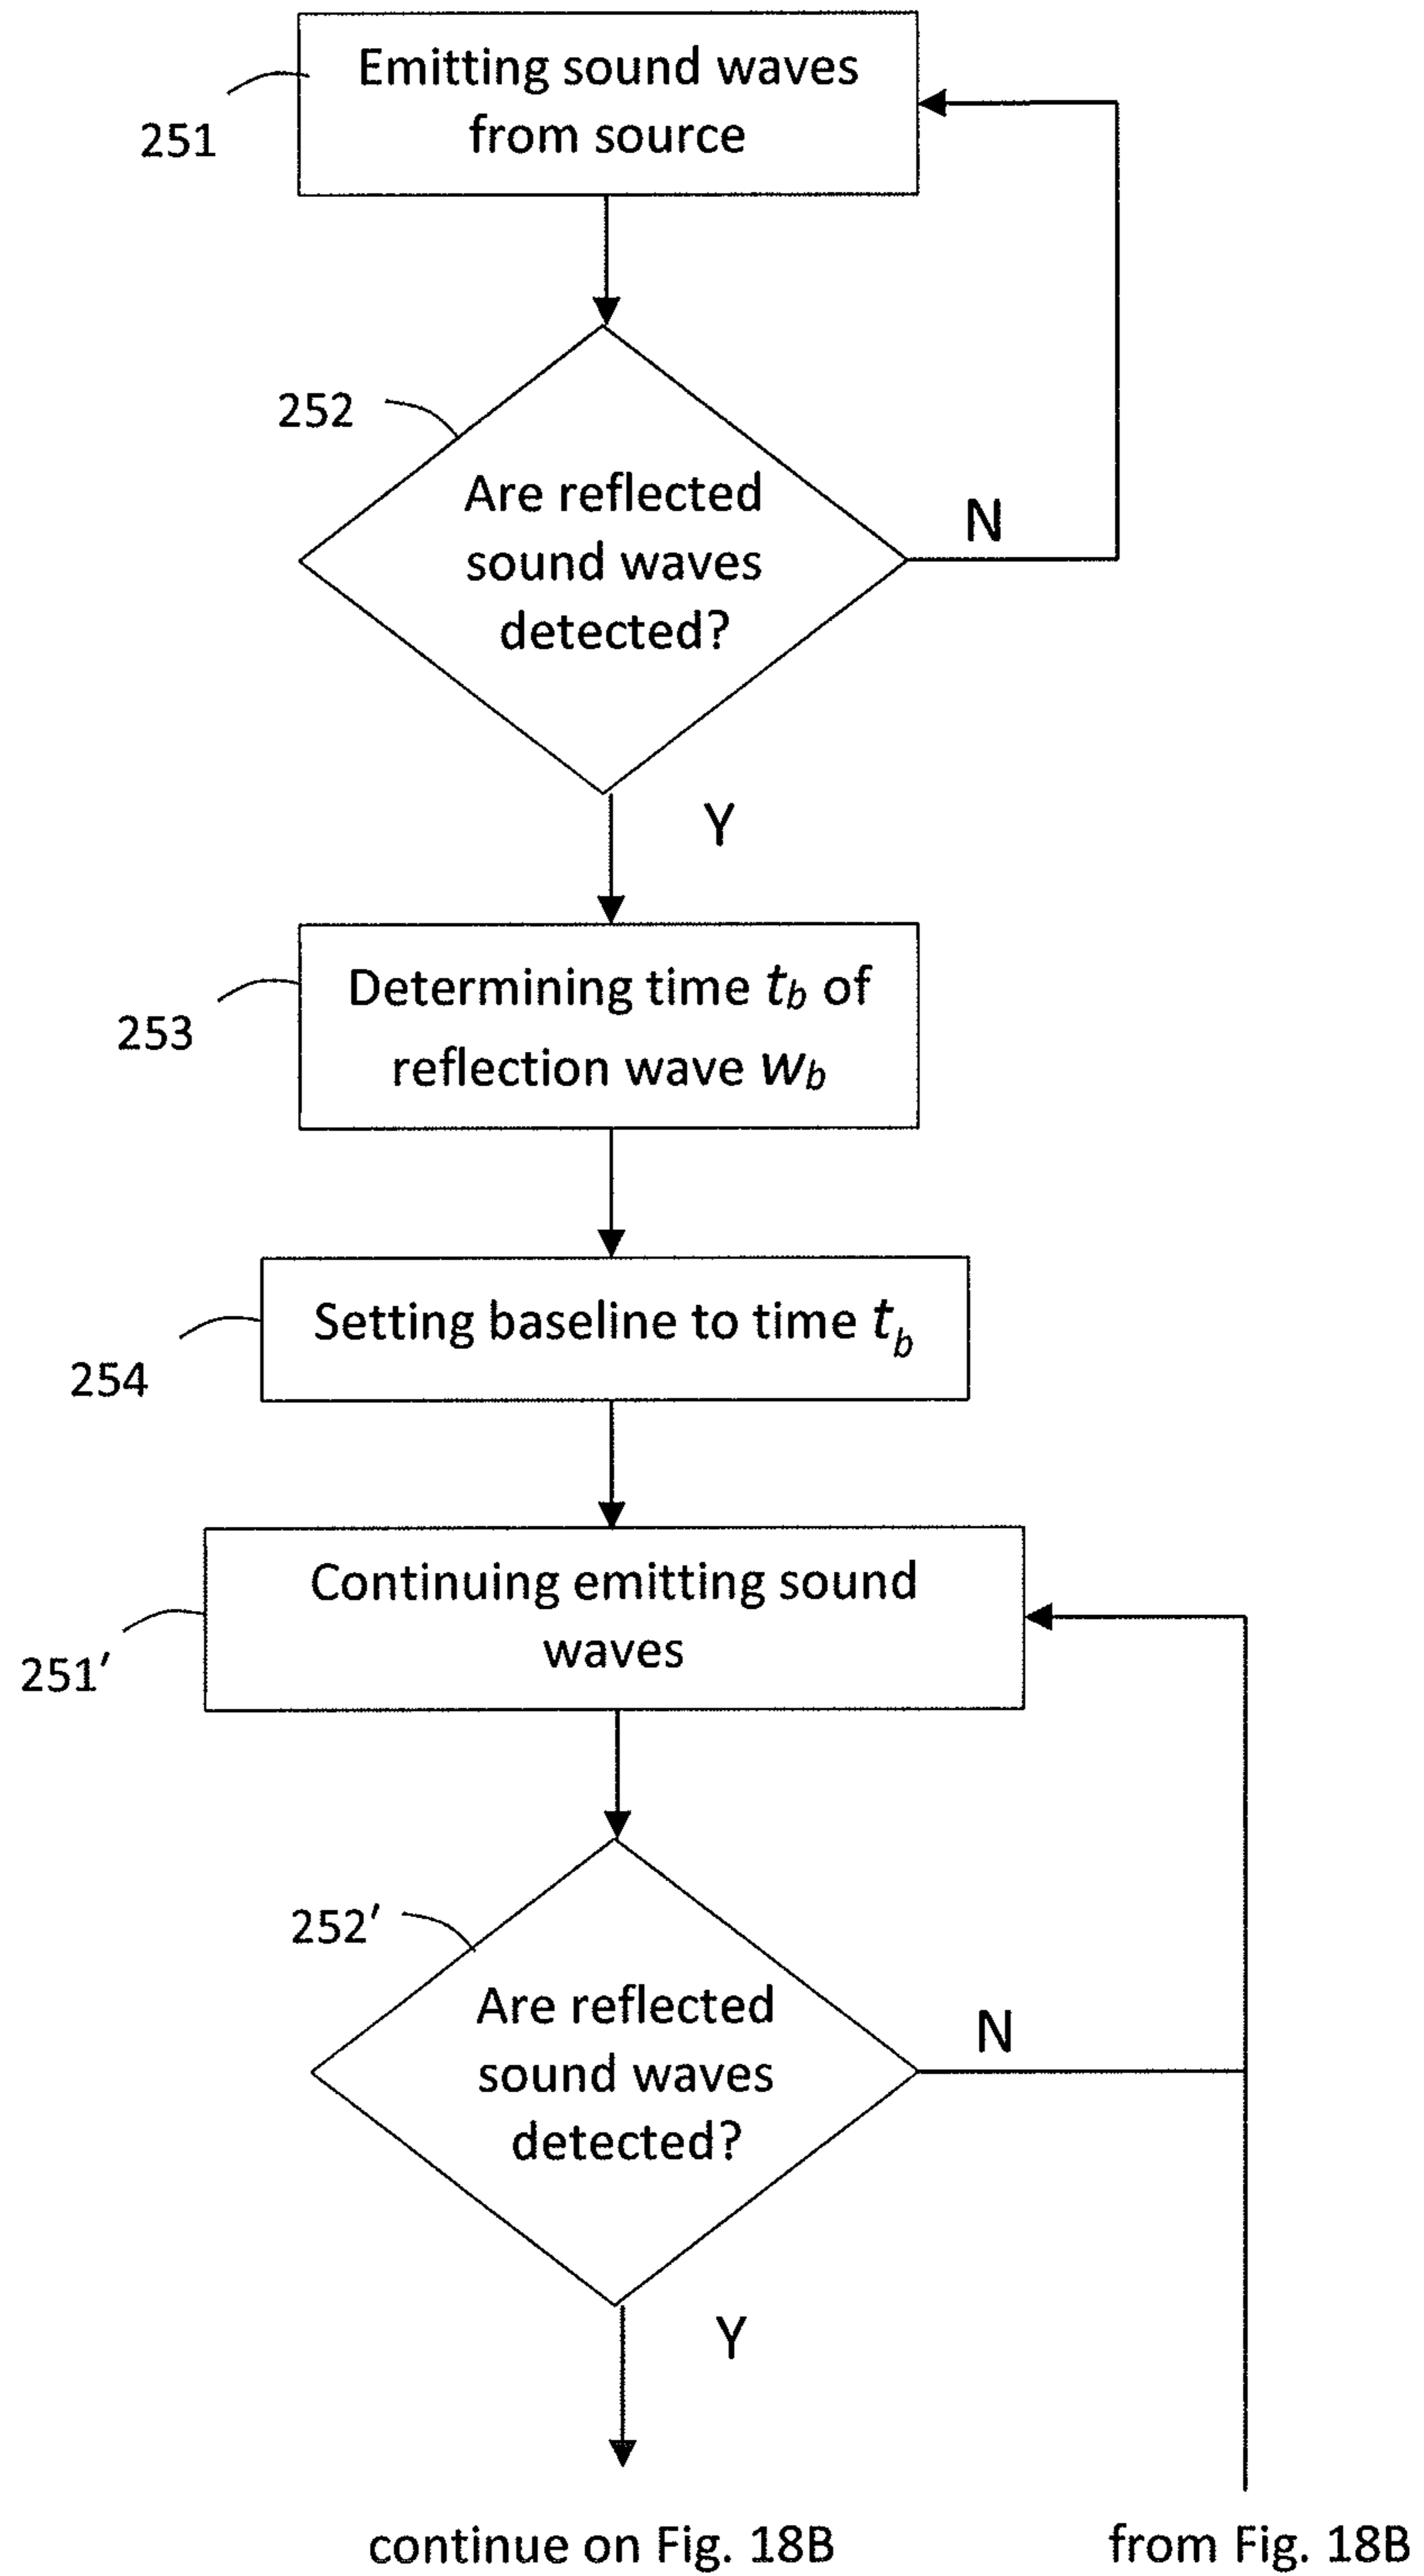 Emitting sound waves
from source
251
252
Are reflected
sound waves
detected?
N
Y
Determining time tb of
reflection wave wb
253
Setting baseline to time tb
254
Continuing emitting sound
waves
251'
252'
Are reflected
sound waves
detected?
N
Y
continue on Fig. 18B
from Fig. 18B